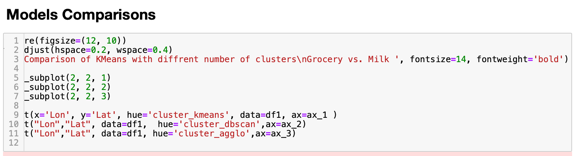 Models Comparisons
1 re(figsize=(12, 10))
2 djust(hspace=0.2, wspace=0.4)
3 Comparison of KMeans with diffrent number of clusters\nGrocery vs. Milk ', fontsize=14, fontweight='bold')
4
5 _subplot(2, 2, 1)
6 _subplot(2, 2, 2)
7 _subplot(2, 2, 3)
8
9 t(x='Lon', y='Lat', hue='cluster_kmeans', data=df1, ax=ax_1 )
10 t("Lon","Lat", data=df1,  hue='cluster_dbscan',ax=ax_2)
11 t("Lon","Lat", data=df1, hue='cluster_agglo',ax=ax_3)
12